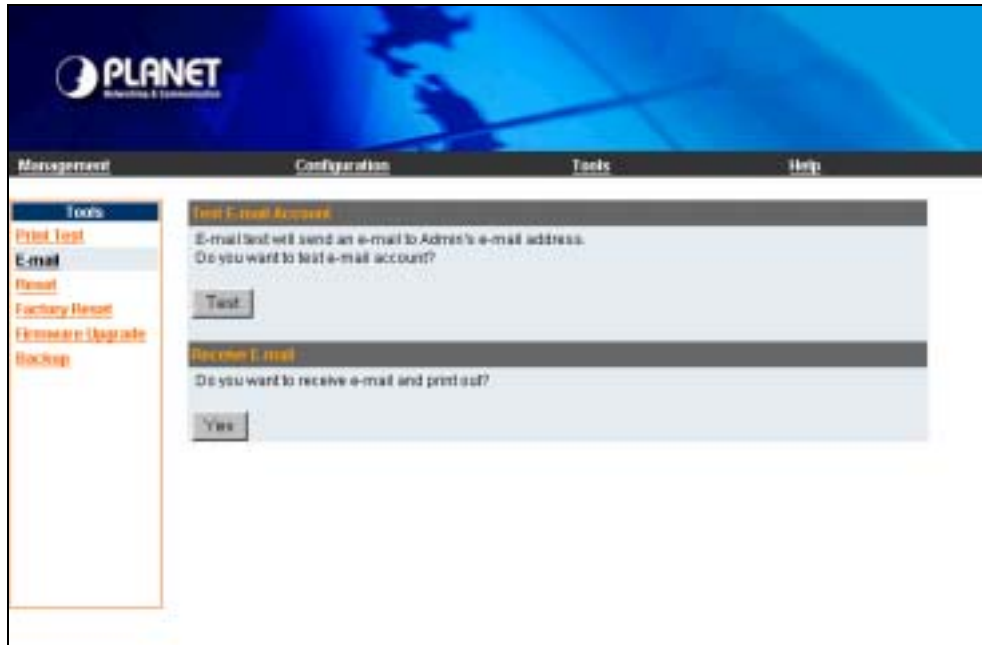 PLANET
Networking & Communication
Management Configuration Tools Help
Tools
Print Test
E-mail
Reset
Factory Reset
Firmware Upgrade
Backup
Test E-mail Account
E-mail test will send an e-mail to Admin's e-mail address.
Do you want to test e-mail account?
Test
Receive E-mail
Do you want to receive e-mail and print out?
Yes